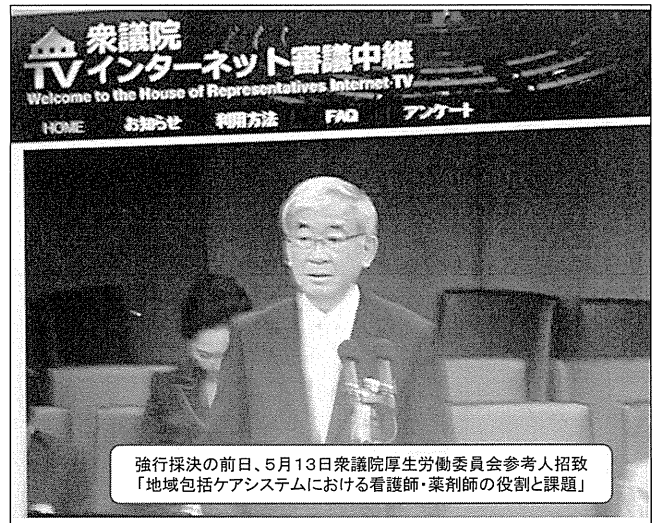 衆議院
TVインターネット審議中継
Welcome to the House of Representatives Internet-TV
HOME お知らせ 利用方法 FAQ アンケート
強行採決の前日、5月13日衆議院厚生労働委員会参考人招致
「地域包括ケアシステムにおける看護師・薬剤師の役割と課題」